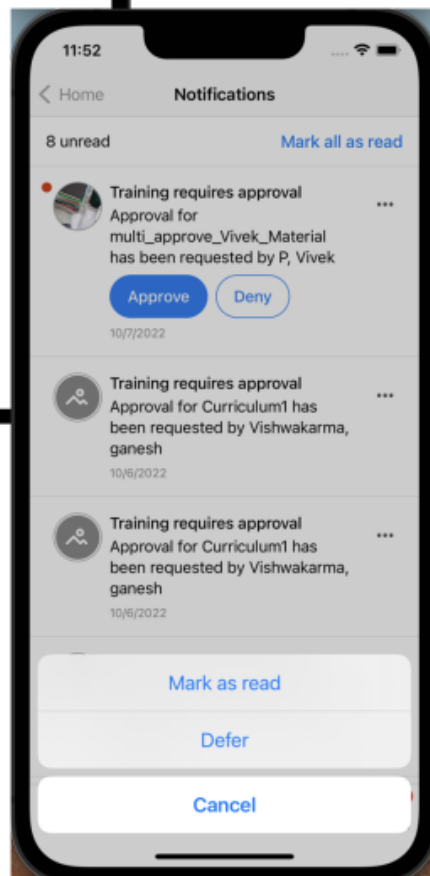 11:52
Home
Notifications
8 unread
Mark all as read
Training requires approval
Approval for
multi_approve_Vivek_Material
has been requested by P, Vivek
Approve
Deny
10/7/2022
Training requires approval
Approval for Curriculum1 has
been requested by Vishwakarma,
ganesh
10/6/2022
Training requires approval
Approval for Curriculum1 has
been requested by Vishwakarma,
ganesh
10/6/2022
Mark as read
Defer
Cancel